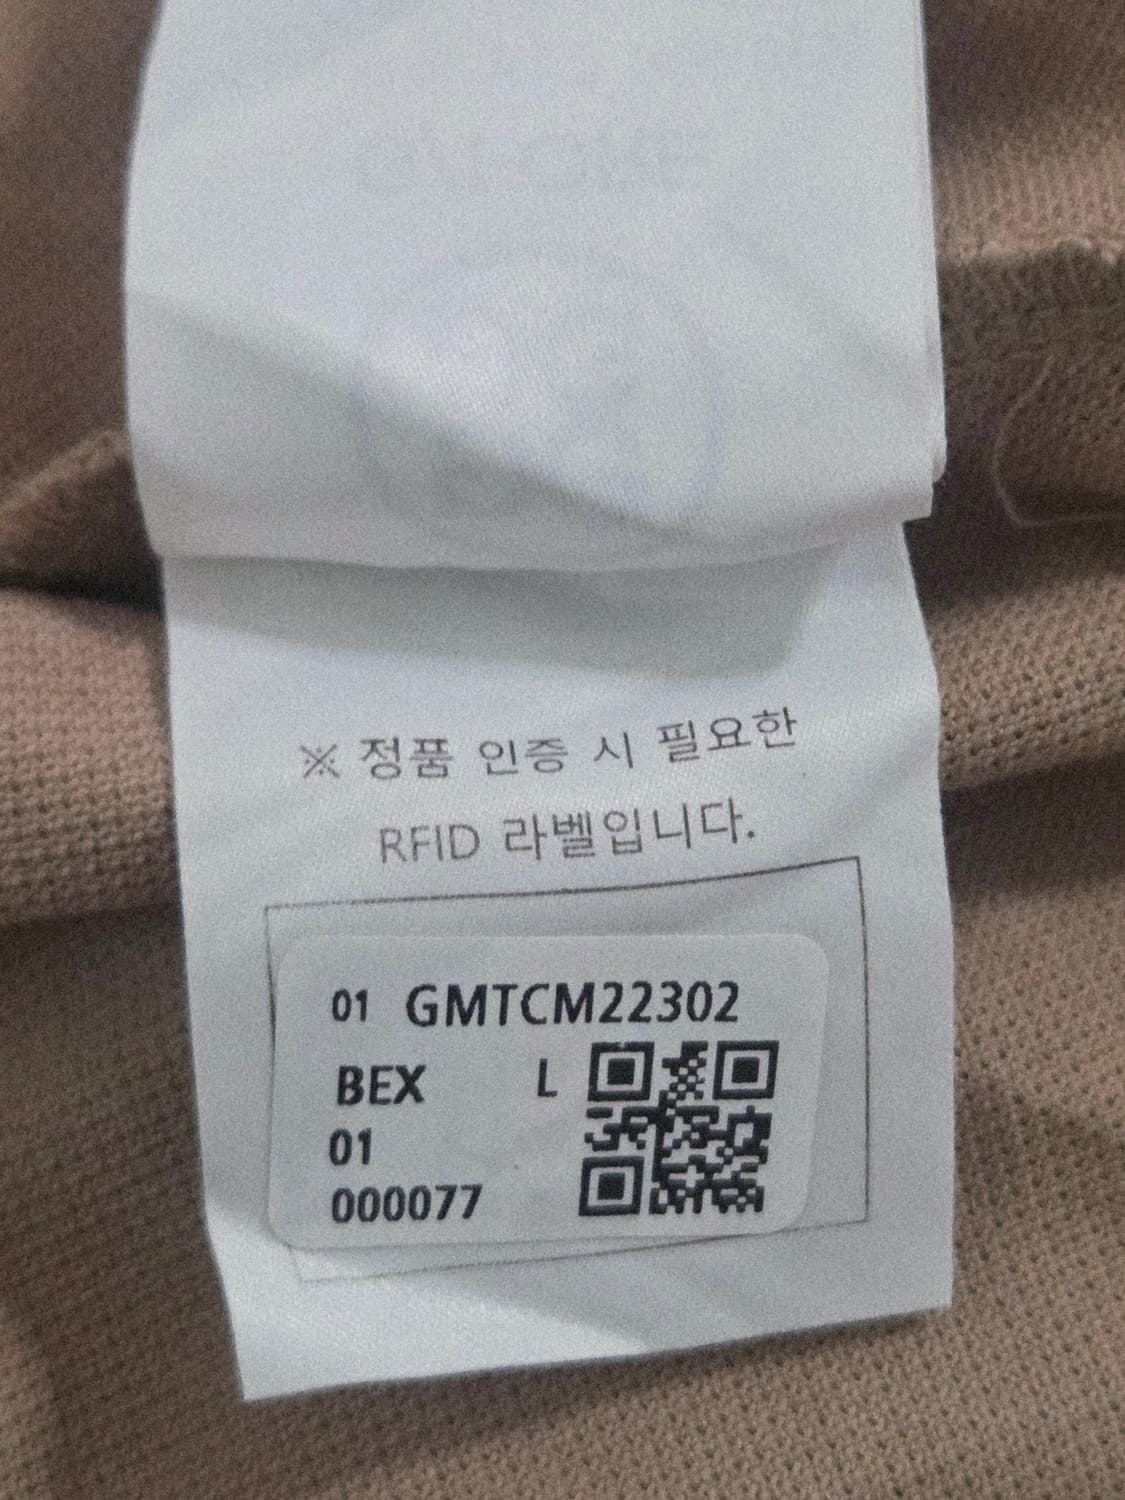 ※ 정품 인증 시 필요한
RFID 라벨입니다.
01 GMTCM22302
BEX L
01
000077